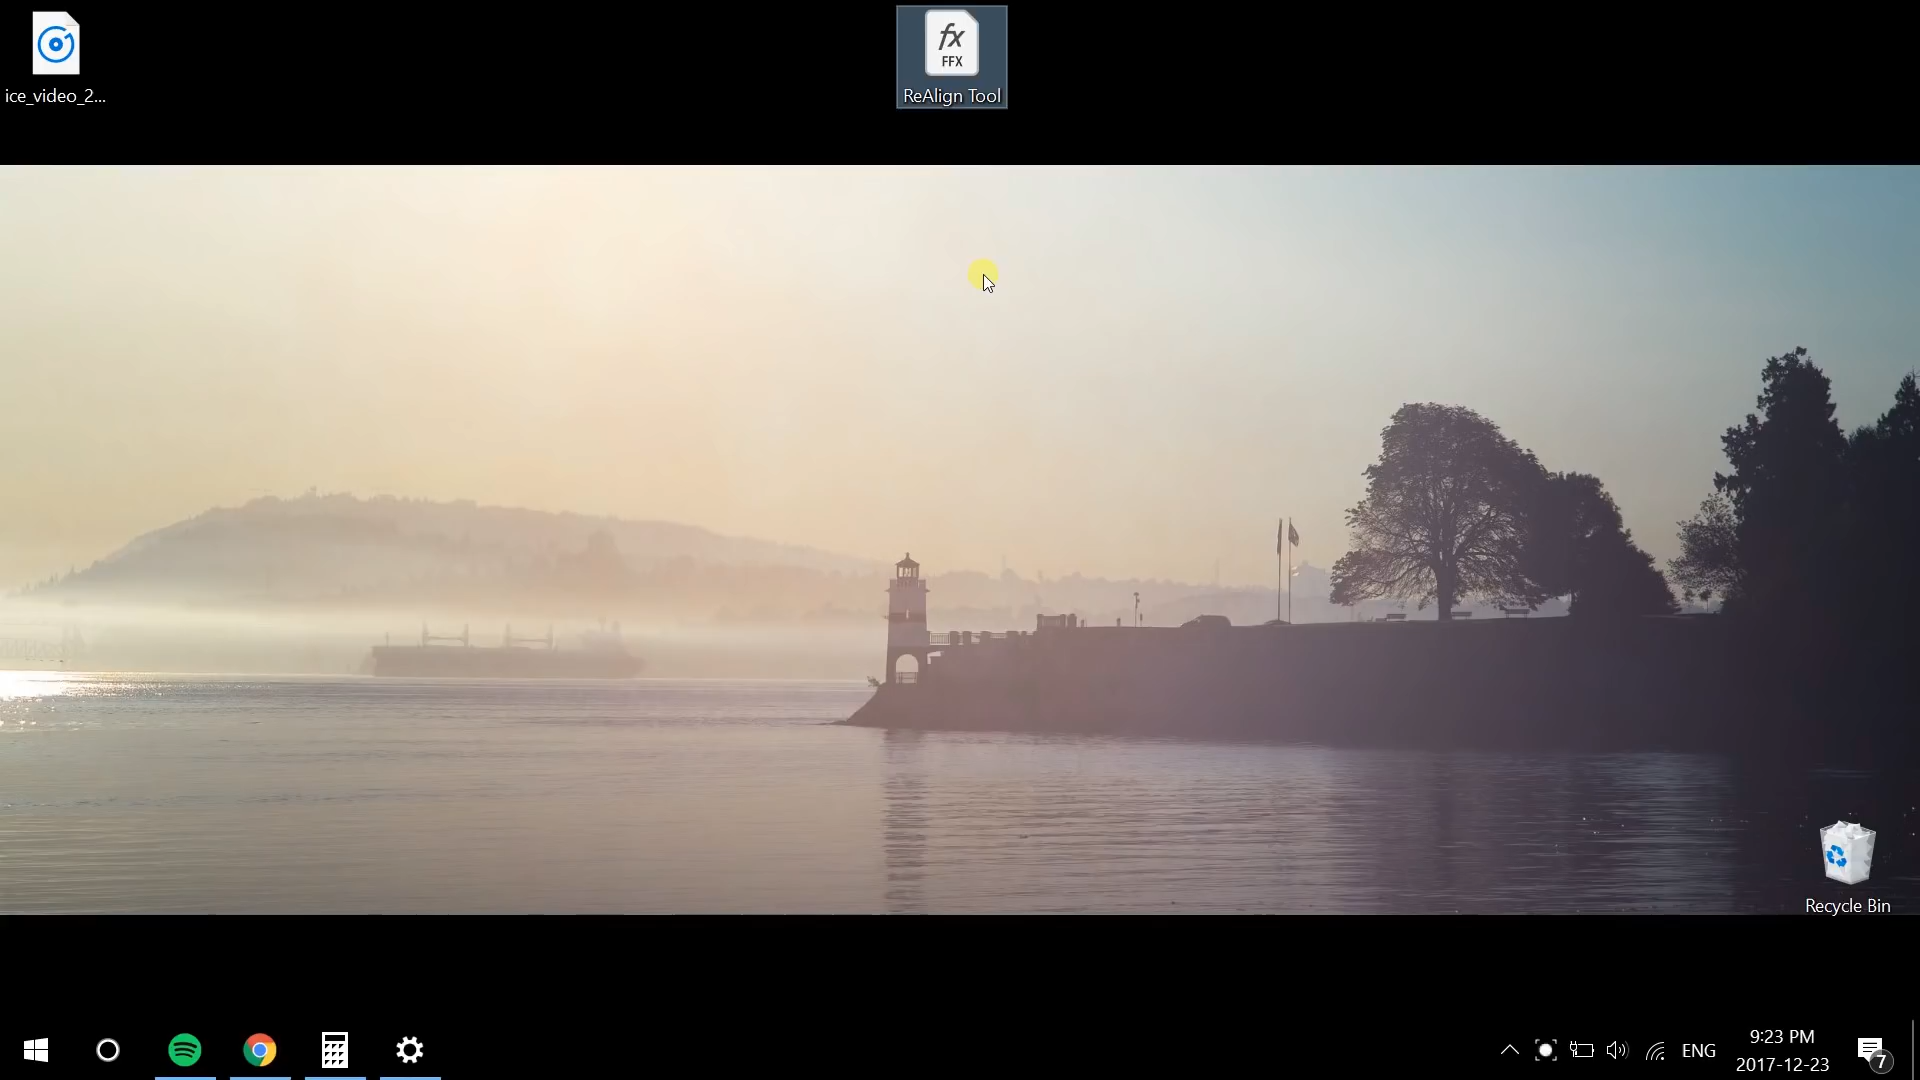 ice_video_2...
fx
FFX
ReAlign Tool
Recycle Bin
ENG
9:23 PM
2017-12-23
7